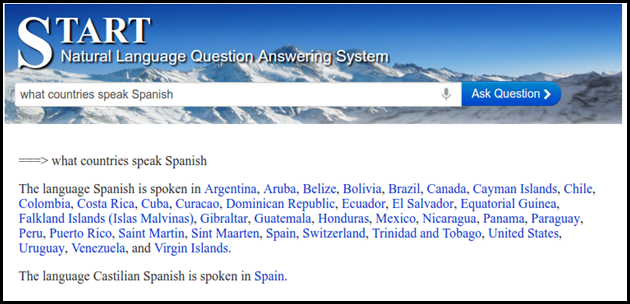 START
Natural Language Question Answering System
what countries speak Spanish
Ask Question
===> what countries speak Spanish
The language Spanish is spoken in Argentina, Aruba, Belize, Bolivia, Brazil, Canada, Cayman Islands, Chile,
Colombia, Costa Rica, Cuba, Curacao, Dominican Republic, Ecuador, El Salvador, Equatorial Guinea,
Falkland Islands (Islas Malvinas), Gibraltar, Guatemala, Honduras, Mexico, Nicaragua, Panama, Paraguay,
Peru, Puerto Rico, Saint Martin, Sint Maarten, Spain, Switzerland, Trinidad and Tobago, United States,
Uruguay, Venezuela, and Virgin Islands.
The language Castilian Spanish is spoken in Spain.